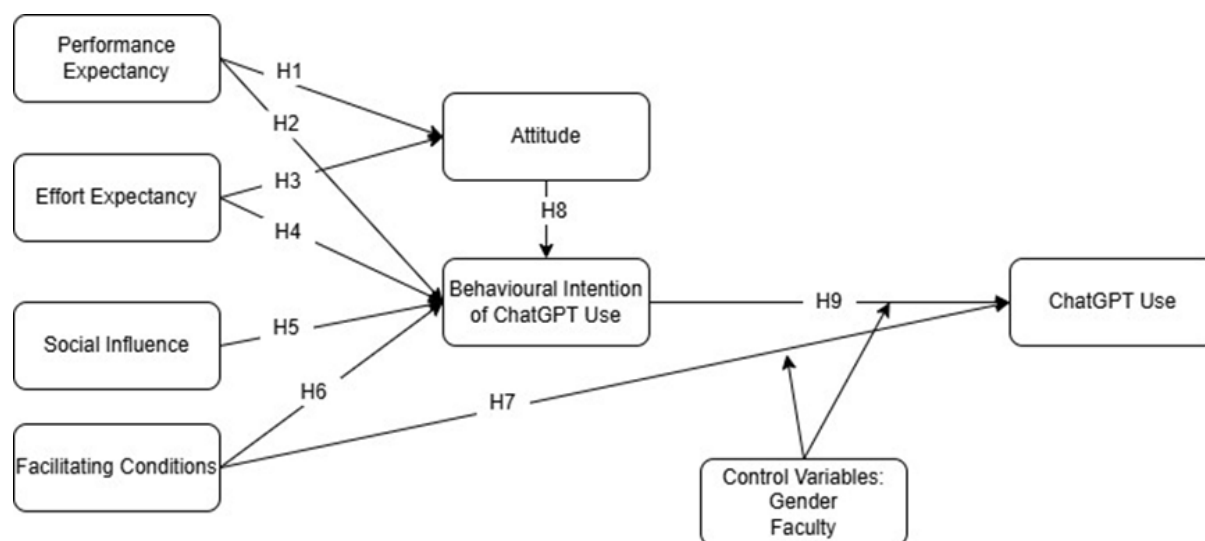 Performance
Expectancy
H1
H2
Attitude
Effort Expectancy
H3
H4
H8
Behavioural Intention
of ChatGPT Use
H9
ChatGPT Use
Social Influence
H5
H6
H7
Facilitating Conditions
Control Variables:
Gender
Faculty